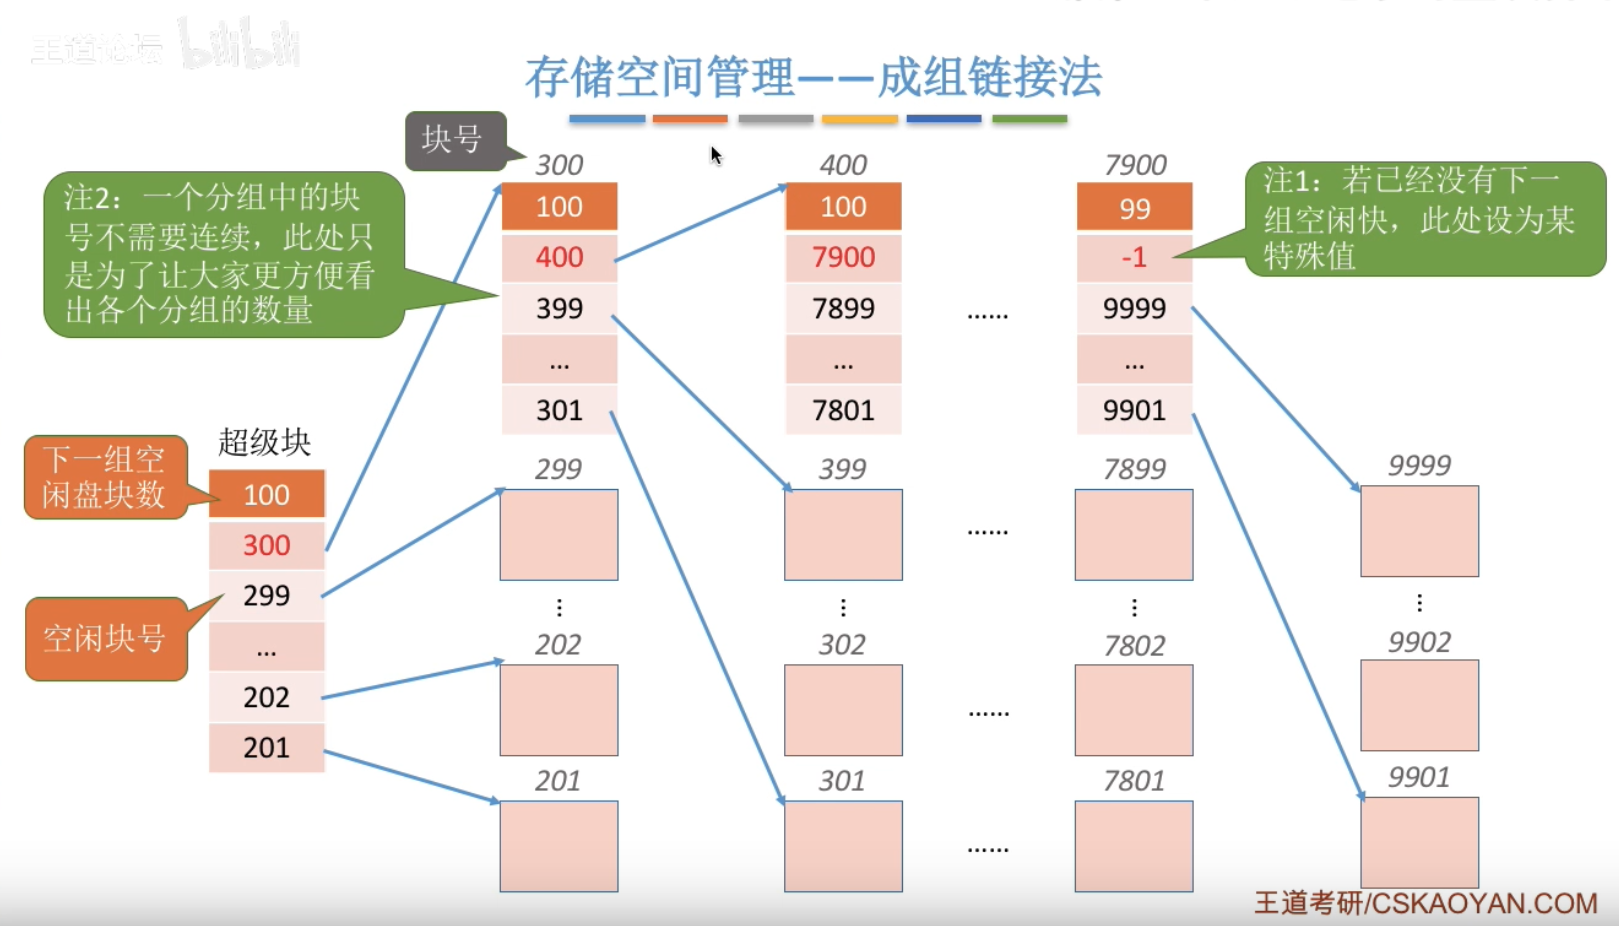 王道论坛 bilibili
存储空间管理——成组链接法
块号
300
400
7900
注2：一个分组中的块
号不需要连续，此处只
是为了让大家更方便看
出各个分组的数量
100
400
399
...
301
100
7900
7899
...
7801
......
99
-1
9999
...
9901
注1：若已经没有下一
组空闲快，此处设为某
特殊值
超级块
下一组空
闲盘块数
空闲块号
100
300
299
...
202
201
299
399
7899
9999
......
202
302
7802
9902
......
201
301
7801
9901
......
王道考研/CSKAOYAN.COM